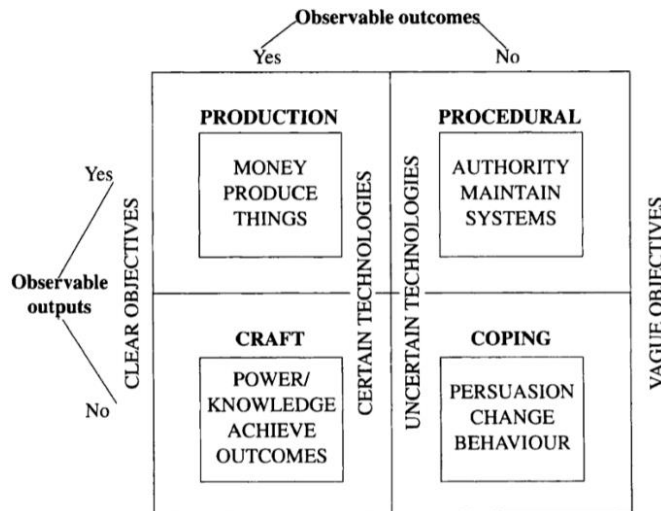 Observable outcomes
Yes
No
PRODUCTION
MONEY
PRODUCE
THINGS
PROCEDURAL
AUTHORITY
MAINTAIN
SYSTEMS
Yes
Observable
outputs
No
CLEAR OBJECTIVES
CERTAIN TECHNOLOGIES
UNCERTAIN TECHNOLOGIES
VAGUE OBJECTIVES
CRAFT
POWER/
KNOWLEDGE
ACHIEVE
OUTCOMES
COPING
PERSUASION
CHANGE
BEHAVIOUR